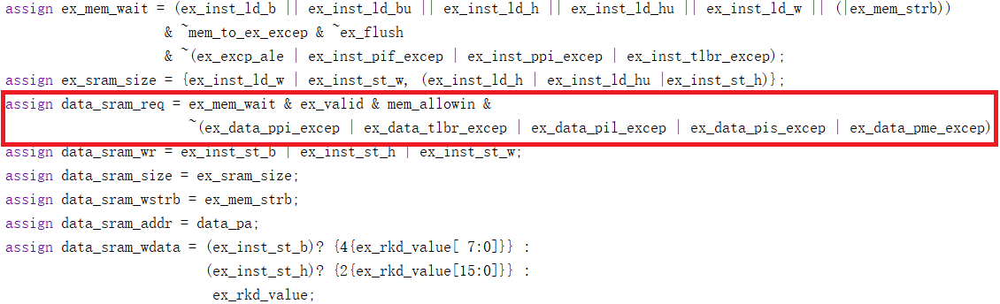 assign ex_mem_wait = (ex_inst_ld_b || ex_inst_ld_bu || ex_inst_ld_h || ex_inst_ld_hu || ex_inst_ld_w || (|ex_mem_strb))
& ~mem_to_ex_excep & ~ex_flush
& ~(ex_excp_ale | ex_inst_pif_excep | ex_inst_ppi_excep | ex_inst_tlbr_excep);
assign ex_sram_size = {ex_inst_ld_w | ex_inst_st_w, (ex_inst_ld_h | ex_inst_ld_hu |ex_inst_st_h)};
assign data_sram_req = ex_mem_wait & ex_valid & mem_allowin &
~(ex_data_ppi_excep | ex_data_tlbr_excep | ex_data_pil_excep | ex_data_pis_excep | ex_data_pme_excep)
assign data_sram_wr = ex_inst_st_b | ex_inst_st_h | ex_inst_st_w;
assign data_sram_size = ex_sram_size;
assign data_sram_wstrb = ex_mem_strb;
assign data_sram_addr = data_pa;
assign data_sram_wdata = (ex_inst_st_b)? {4{ex_rkd_value[ 7:0]}} :
(ex_inst_st_h)? {2{ex_rkd_value[15:0]}} :
ex_rkd_value;